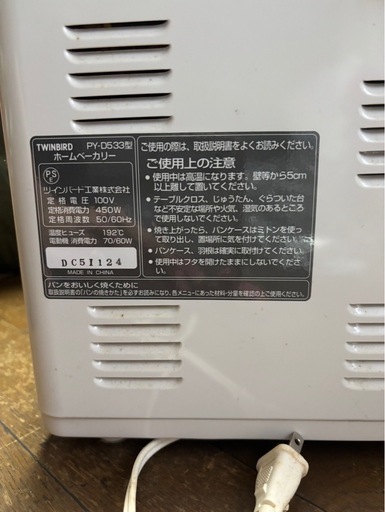 TWINBIRD PY-D533型
ホームベーカリー
PS
E
ツインバード工業株式会社
定格電圧 100V
定格消費電力 450W
定格周波数 50/60Hz
温度ヒューズ 192℃
電動機 消費電力 70/60W
DC5I124
MADE IN CHINA
ご使用の際は、取扱説明書をよくお読みください。
ご使用上の注意
●使用中は高温になります。壁等から5cm
以上離して置いてください。
●テーブルクロス・じゅうたん、ぐらついた台
など不安定な場所や火気、湿気のあるところ
で使用しないでください。
●焼き上がったら、パンケースはミトンを使っ
て取り出し、置場所に気を付けてください。
●パンケース、羽根は確実に取付けてください。
●使用中はフタを開けたままにしないでくだ
さい。
パンをおいしく焼くために
取扱説明書の「パンの焼きかた」を必ずお読みになり、各メニューにあった材料・分量を確認の上ご使用ください。